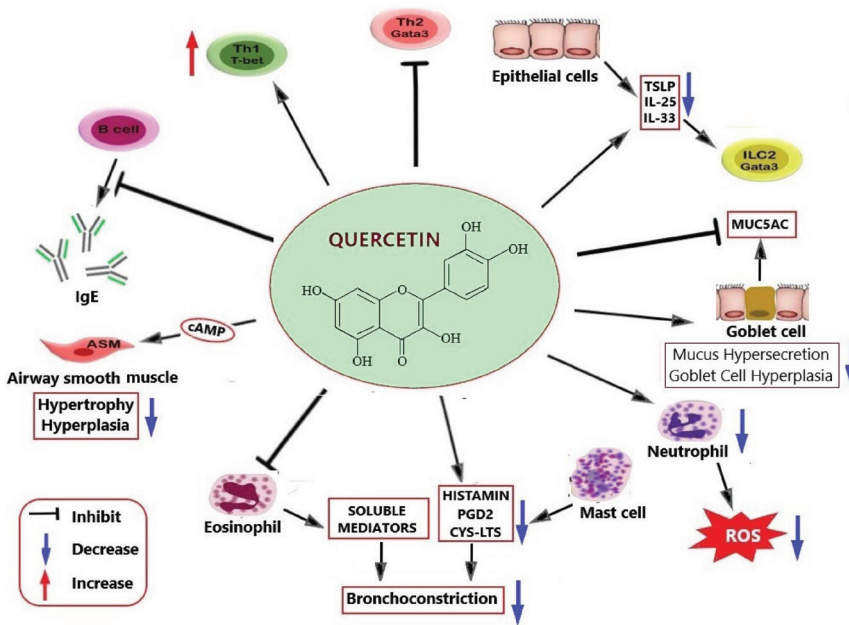 Th1
T-bet
Th2
Gata3
Epithelial cells
TSLP
IL-25
IL-33
ILC2
Gata3
B cell
IgE
QUERCETIN
OH
OH
HO
O
OH
OH
O
MUC5AC
Goblet cell
Mucus Hypersecretion
Goblet Cell Hyperplasia
cAMP
ASM
Airway smooth muscle
Hypertrophy
Hyperplasia
Neutrophil
ROS
Eosinophil
SOLUBLE
MEDIATORS
HISTAMIN
PGD2
CYS-LTS
Mast cell
Bronchoconstriction
Inhibit
Decrease
Increase